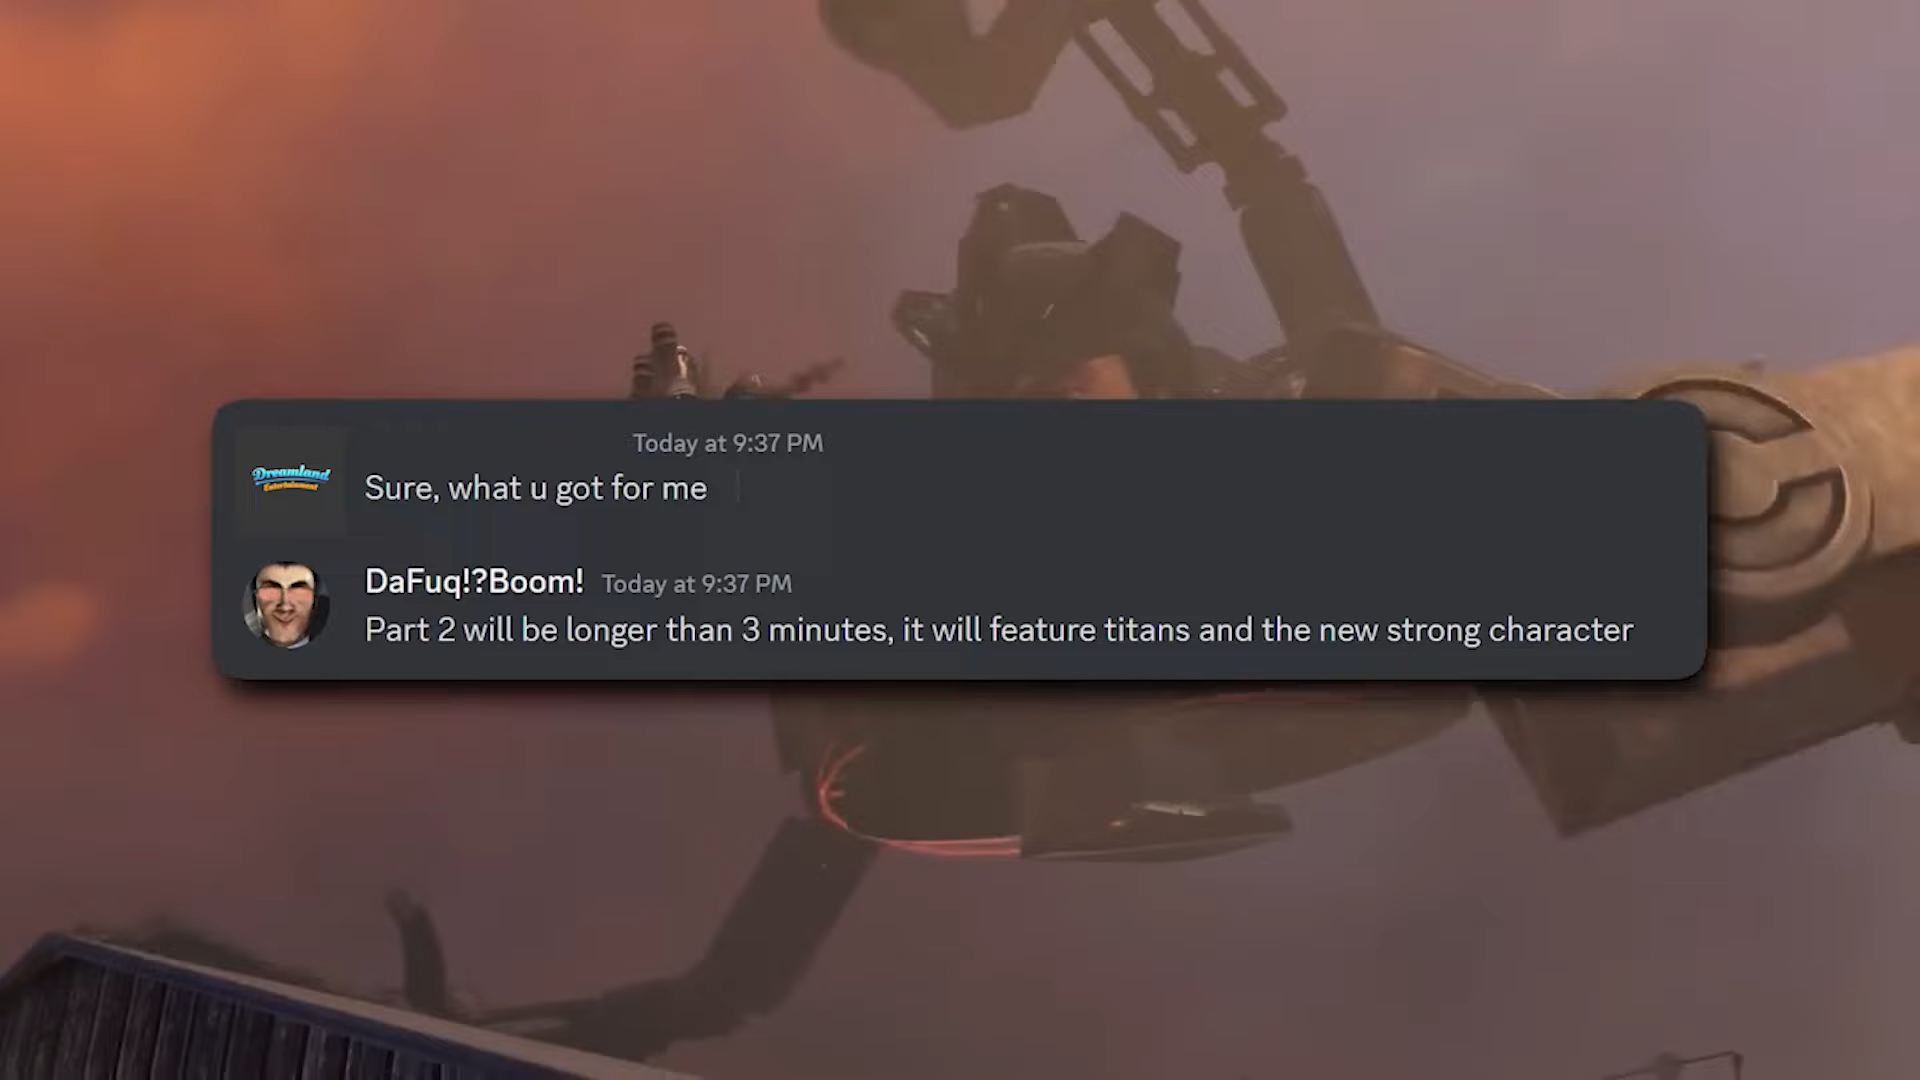 Today at 9:37 PM
Dreamland
Entertainment
Sure, what u got for me
DaFuq!?Boom! Today at 9:37 PM
Part 2 will be longer than 3 minutes, it will feature titans and the new strong character